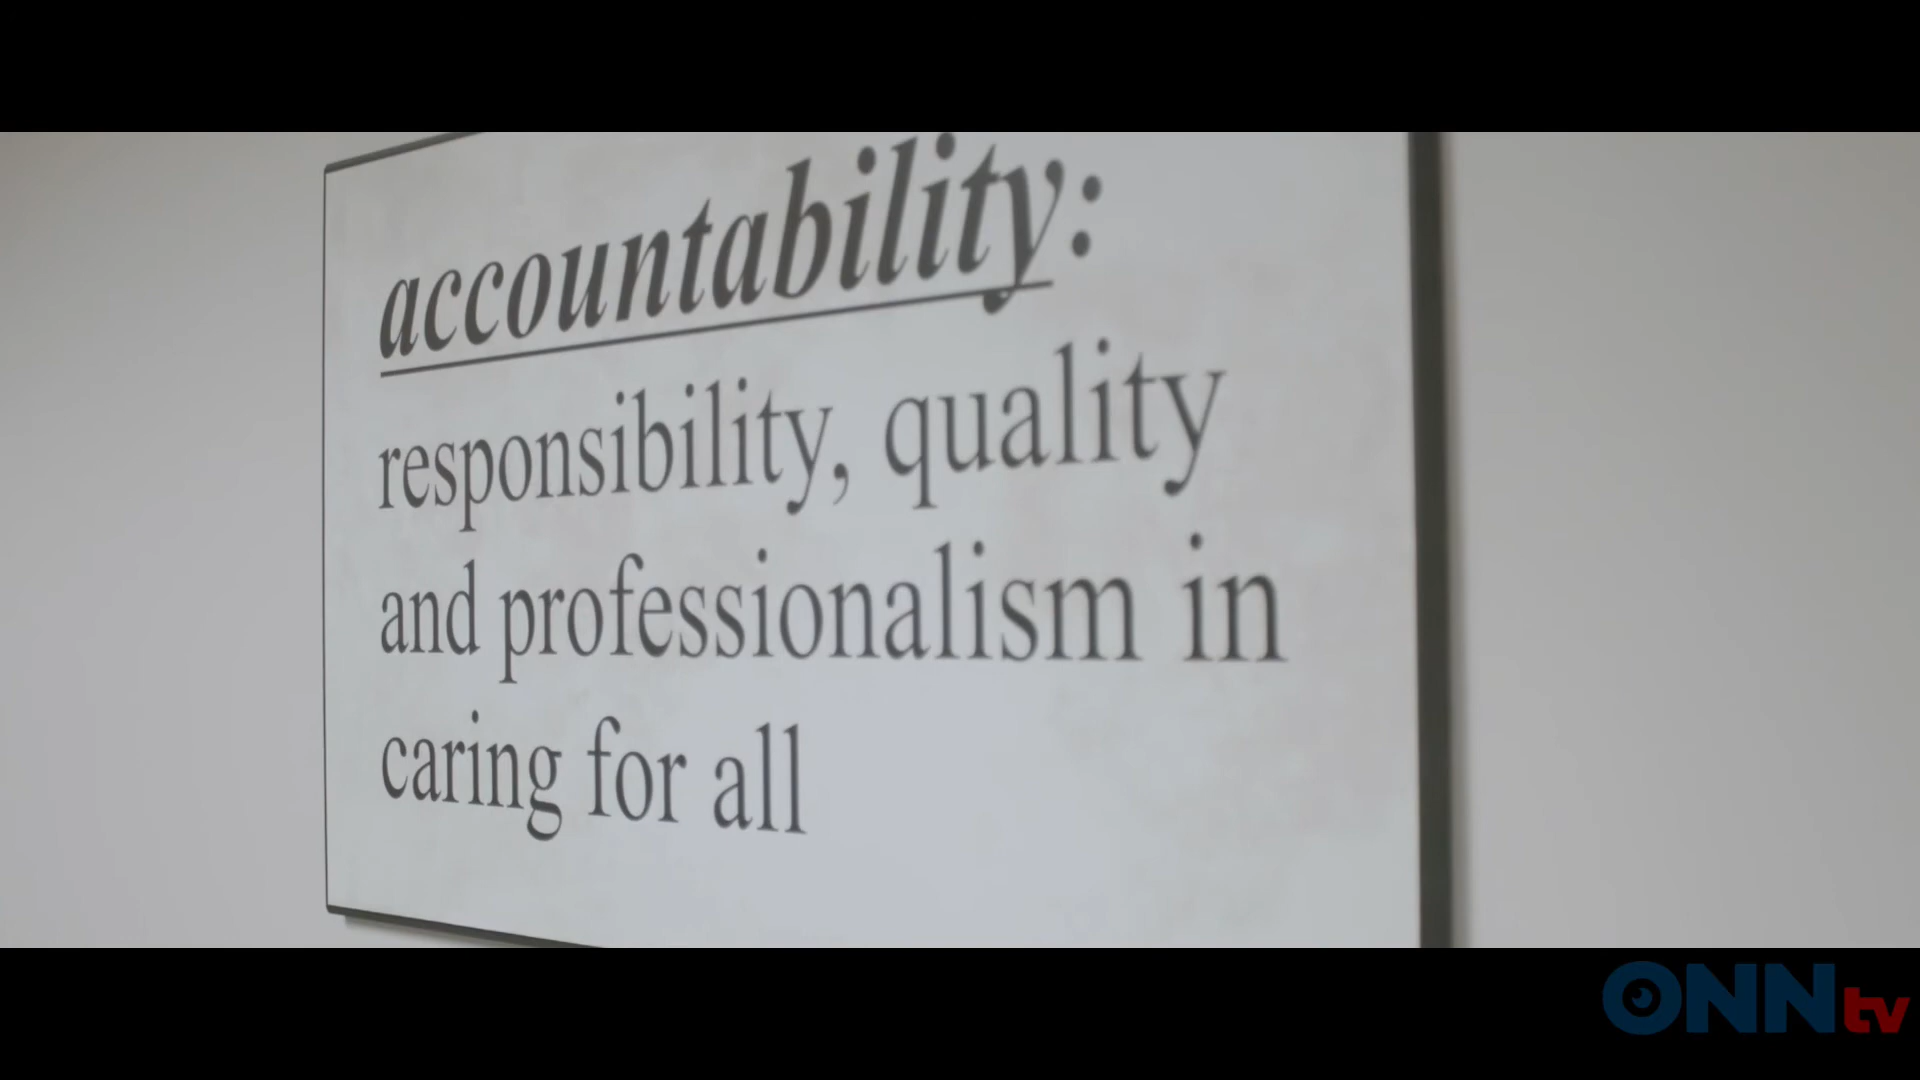 accountability:
responsibility, quality
and professionalism in
caring for all
ONNtv